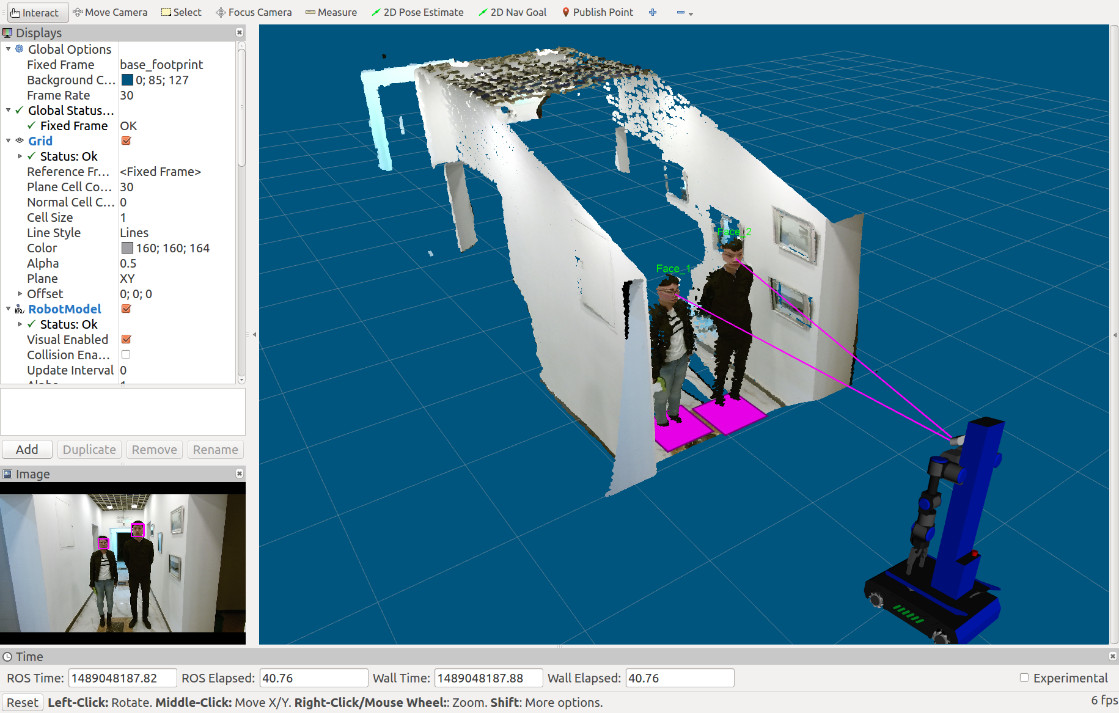 Interact Move Camera Select Focus Camera Measure 2D Pose Estimate 2D Nav Goal Publish Point
Displays
Global Options
Fixed Frame base_footprint
Background C... 0; 85; 127
Frame Rate 30
Global Status...
Fixed Frame OK
Grid
Status: Ok
Reference Fr... <Fixed Frame>
Plane Cell Co... 30
Normal Cell C... 0
Cell Size 1
Line Style Lines
Color 160; 160; 164
Alpha 0.5
Plane XY
Offset 0; 0; 0
RobotModel
Status: Ok
Visual Enabled
Collision Ena...
Update Interval 0
Alpha 1
Add Duplicate Remove Rename
Image
Face_2
Face_1
Time
ROS Time: 1489048187.82 ROS Elapsed: 40.76 Wall Time: 1489048187.88 Wall Elapsed: 40.76 Experimental
Reset Left-Click: Rotate. Middle-Click: Move X/Y. Right-Click/Mouse Wheel:: Zoom. Shift: More options. 6 fps